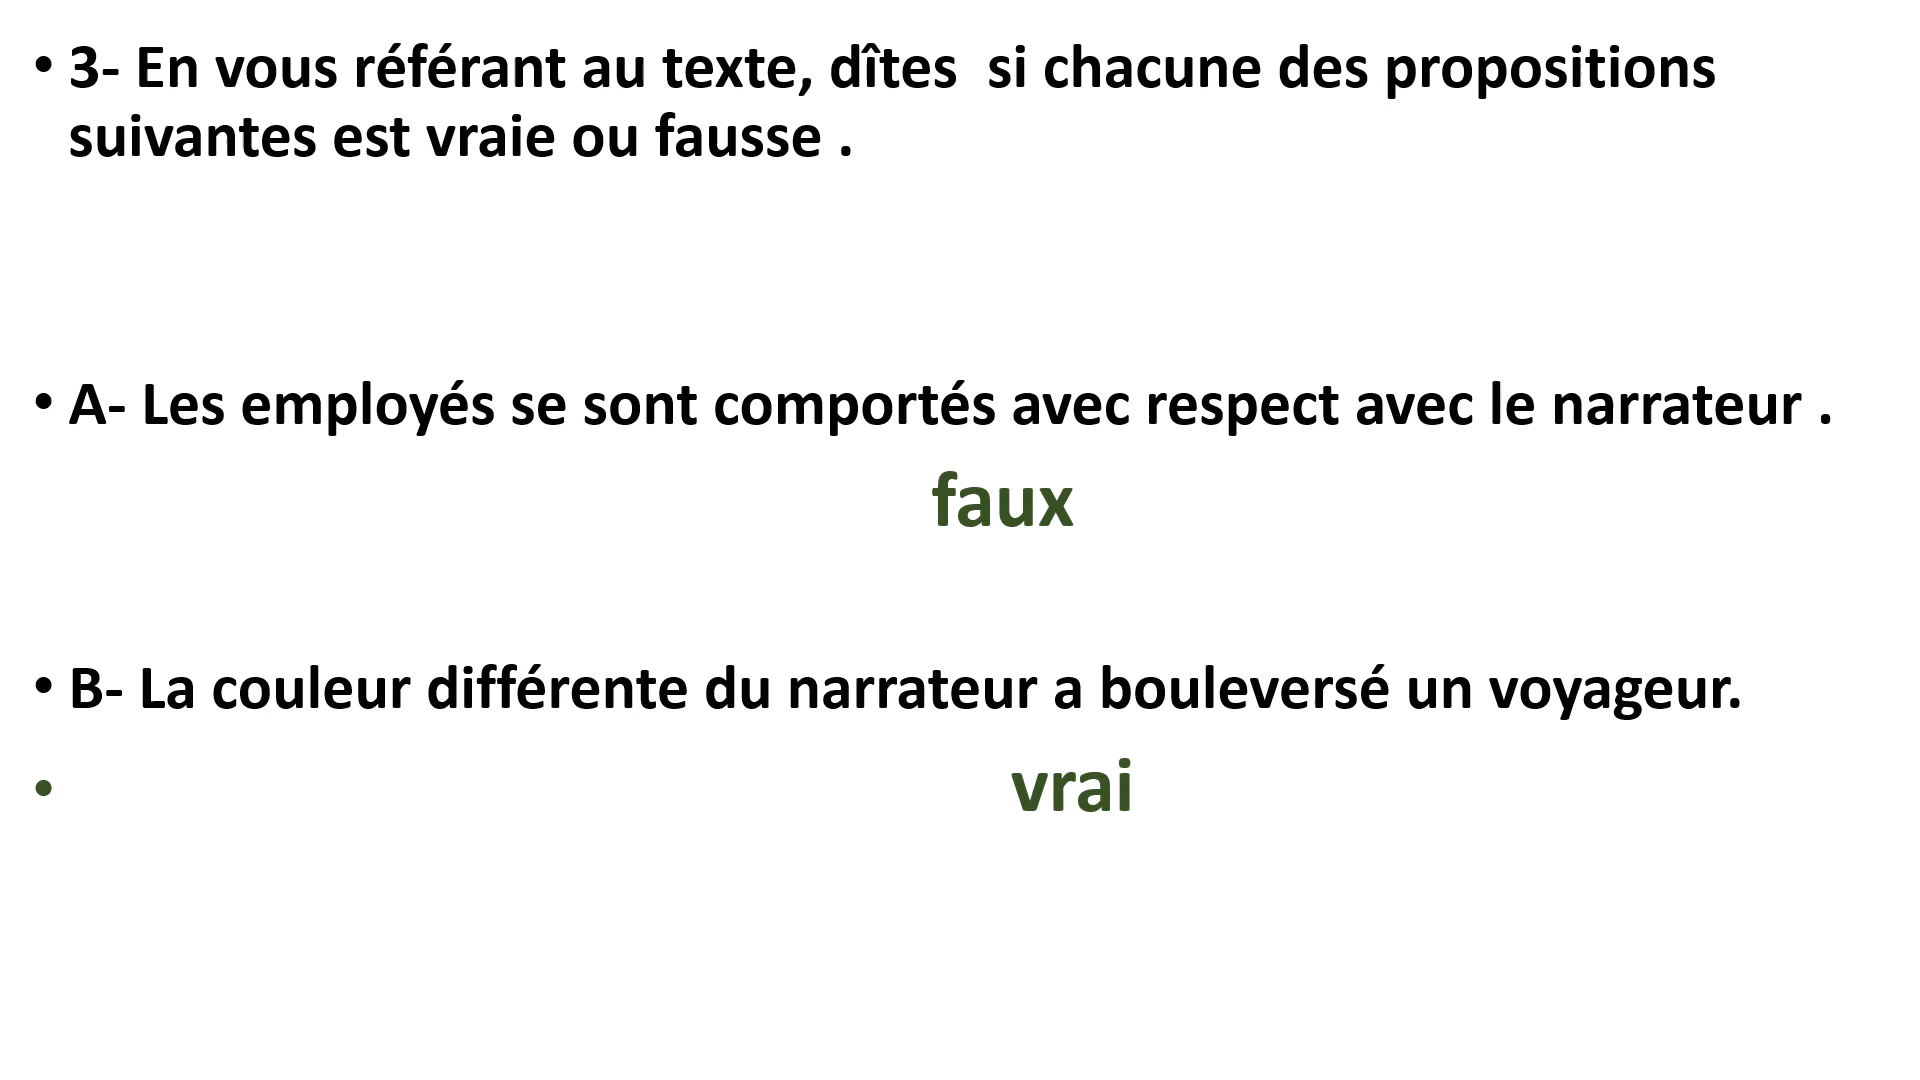 • 3- En vous référant au texte, dîtes  si chacune des propositions
suivantes est vraie ou fausse .
• A- Les employés se sont comportés avec respect avec le narrateur .
faux
• B- La couleur différente du narrateur a bouleversé un voyageur.
• vrai